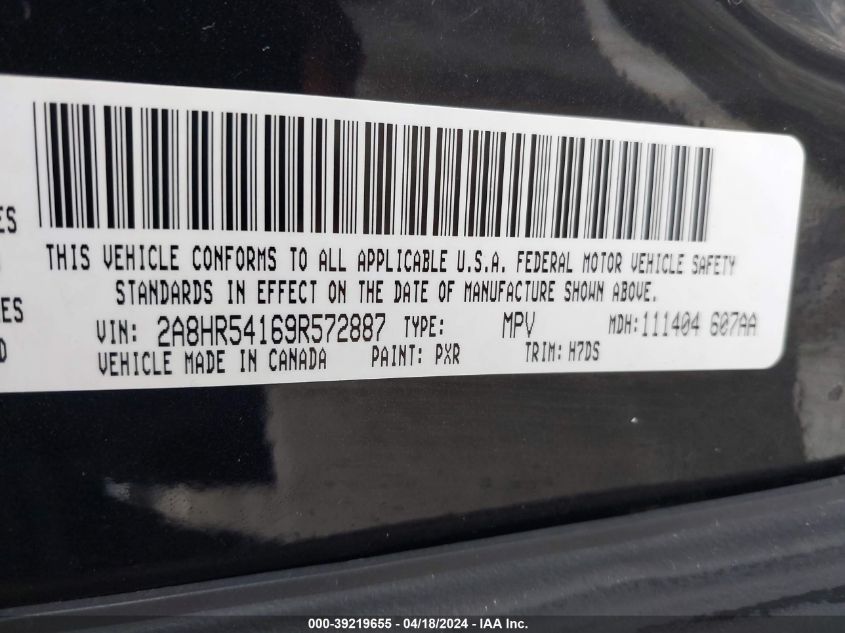 ES
THIS VEHICLE CONFORMS TO ALL APPLICABLE U.S.A. FEDERAL MOTOR VEHICLE SAFETY
STANDARDS IN EFFECT ON THE DATE OF MANUFACTURE SHOWN ABOVE.
ES
VIN: 2A8HR54169R572887 TYPE: MPV MDH: 111404 607AA
D
VEHICLE MADE IN CANADA PAINT: PXR TRIM: H7DS
000-39219655 - 04/18/2024 - IAA Inc.